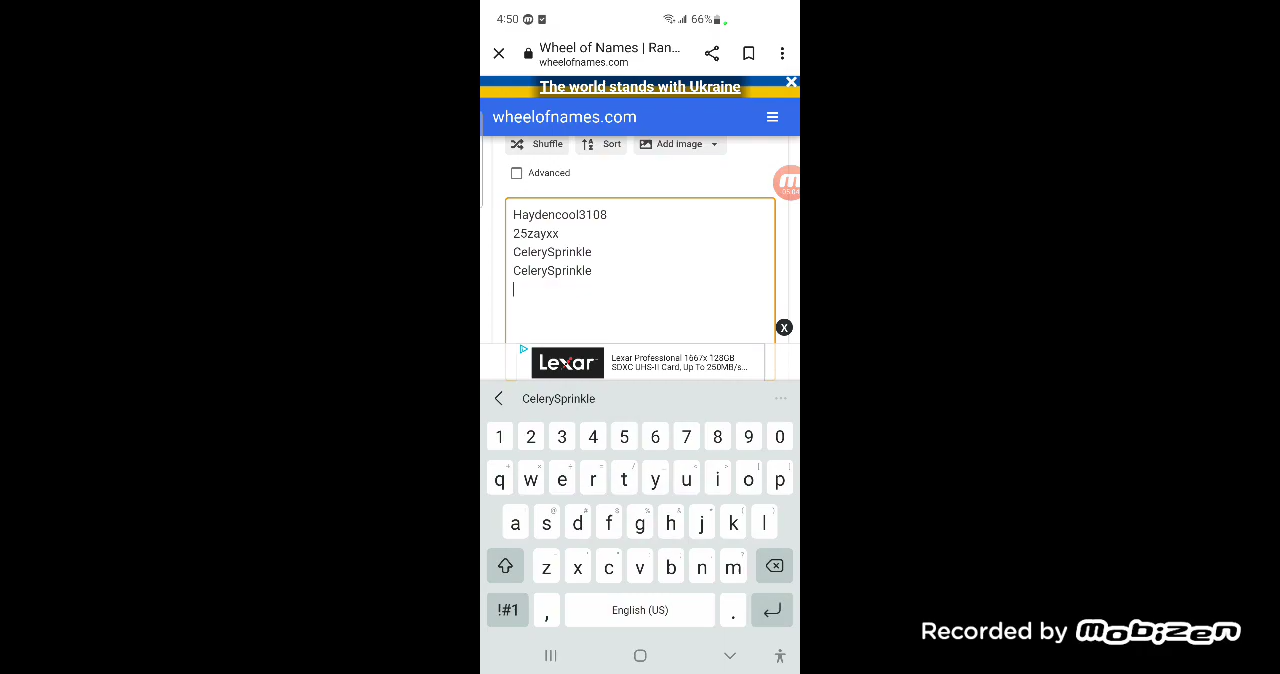 4:50 66%
Wheel of Names | Ran...
wheelofnames.com
The world stands with Ukraine
wheelofnames.com
Shuffle Sort Add image
Advanced
05:04
Haydencool3108
25zayxx
CelerySprinkle
CelerySprinkle
X
Lexar Lexar Professional 1667x 128GB
SDXC UHS-II Card, Up To 250MB/s...
CelerySprinkle
1 2 3 4 5 6 7 8 9 0
q w e r t y u i o p
a s d f g h j k l
z x c v b n m
!#1 , English (US) .
Recorded by mobizen